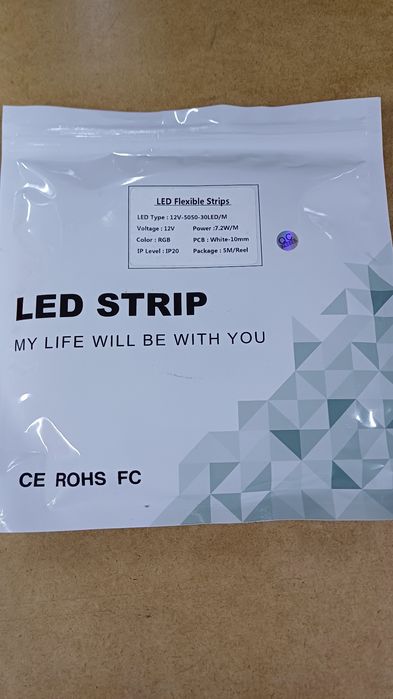 LED Flexible Strips
LED Type : 12V-5050-30LED/M
Voltage : 12V Power :7.2W/M
Color : RGB PCB : White-10mm
IP Level : IP20 Package : 5M/Reel
LED STRIP
MY LIFE WILL BE WITH YOU
CE ROHS FC